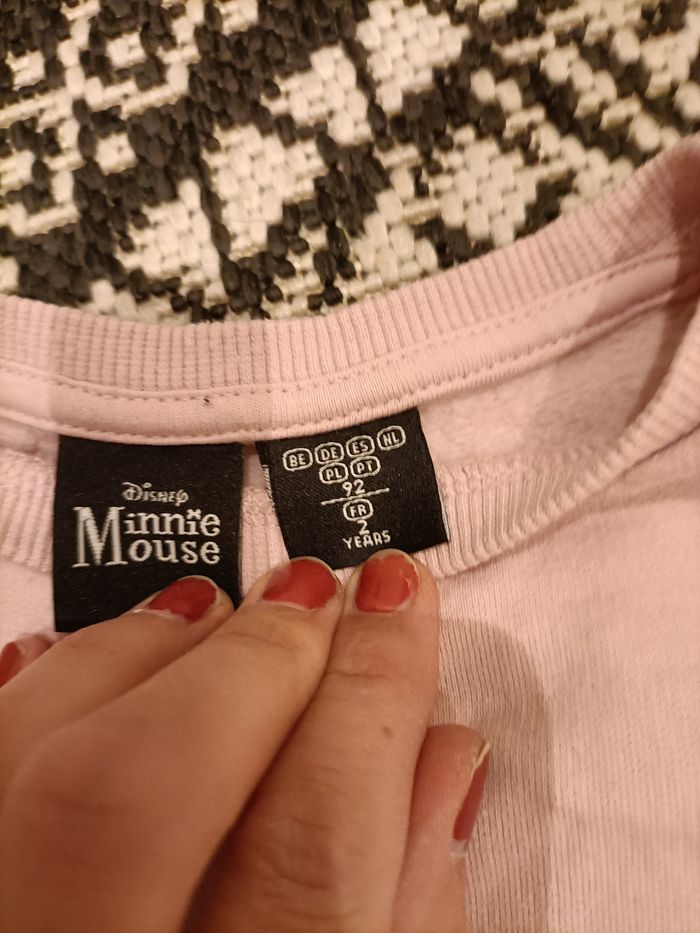 Disney
Minnie
Mouse
BE DE ES NL
PL PT
92
FR
2
YEARS